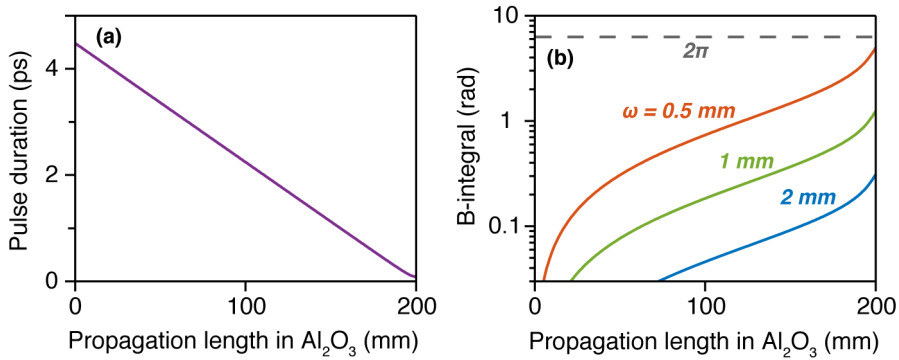 (a)
4
2
0
Pulse duration (ps)
0
100
200
Propagation length in Al₂O₃ (mm)
(b)
10
1
0.1
B-integral (rad)
2π
ω = 0.5 mm
1 mm
2 mm
0
100
200
Propagation length in Al₂O₃ (mm)